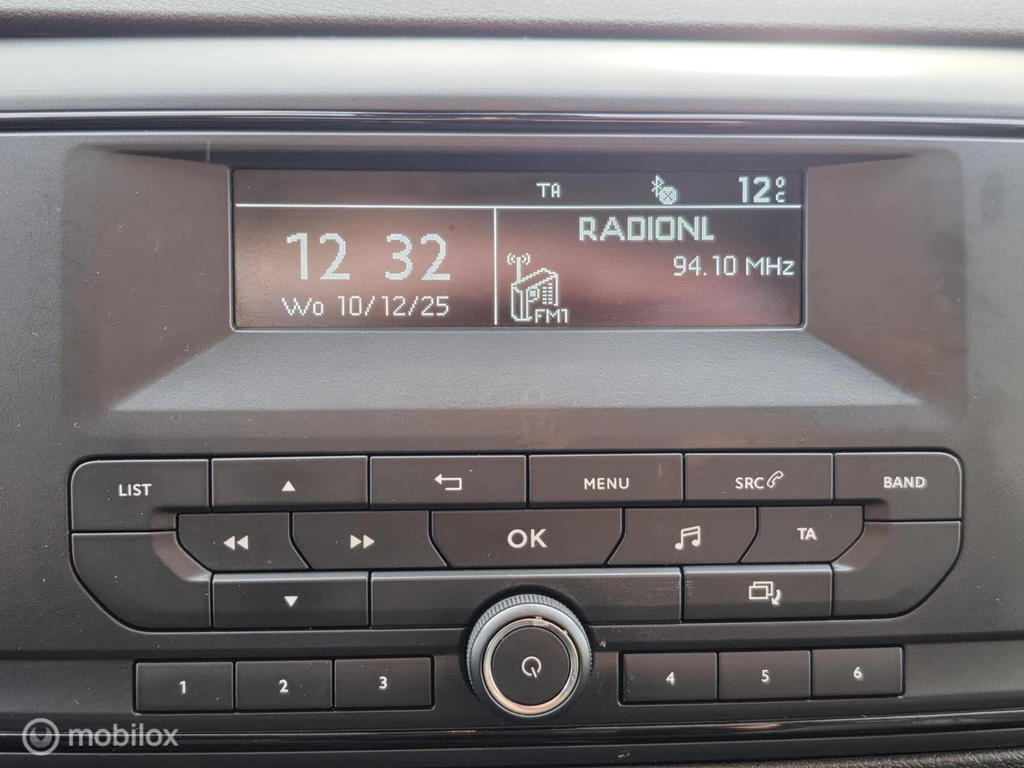 TA 12°C
12 32
Wo 10/12/25
RADIONL
94.10 MHz
FM1
LIST MENU SRC BAND
OK TA
1 2 3 4 5 6
mobilox